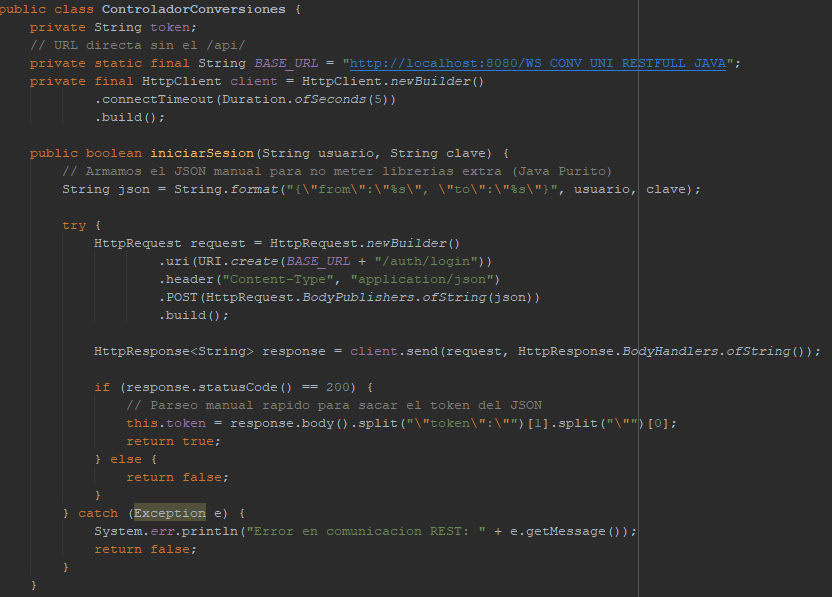 public class ControladorConversiones {
    private String token;
    // URL directa sin el /api/
    private static final String BASE_URL = "http://localhost:8080/WS_CONV_UNI_RESTFULL_JAVA";
    private final HttpClient client = HttpClient.newBuilder()
            .connectTimeout(Duration.ofSeconds(5))
            .build();

    public boolean iniciarSesion(String usuario, String clave) {
        // Armamos el JSON manual para no meter librerias extra (Java Purito)
        String json = String.format("{\"from\":\"%s\", \"to\":\"%s\"}", usuario, clave);

        try {
            HttpRequest request = HttpRequest.newBuilder()
                    .uri(URI.create(BASE_URL + "/auth/login"))
                    .header("Content-Type", "application/json")
                    .POST(HttpRequest.BodyPublishers.ofString(json))
                    .build();

            HttpResponse<String> response = client.send(request, HttpResponse.BodyHandlers.ofString());

            if (response.statusCode() == 200) {
                // Parseo manual rapido para sacar el token del JSON
                this.token = response.body().split("\"token\":\"")[1].split("\"")[0];
                return true;
            } else {
                return false;
            }
        } catch (Exception e) {
            System.err.println("Error en comunicacion REST: " + e.getMessage());
            return false;
        }
    }